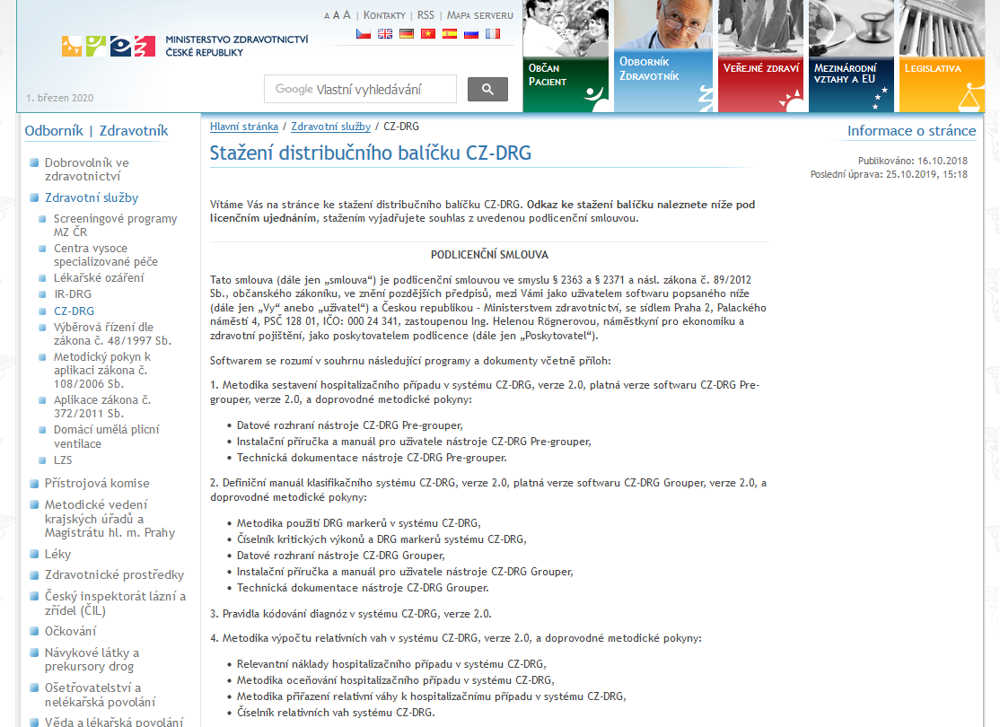 A A A | Kontakty | RSS | Mapa serveru
MINISTERSTVO ZDRAVOTNICTVÍ
ČESKÉ REPUBLIKY
Google Vlastní vyhledávání
1. březen 2020
Občan
Pacient
Odborník
Zdravotník
Veřejné zdraví
Mezinárodní
vztahy a EU
Legislativa
Odborník | Zdravotník
Dobrovolník ve
zdravotnictví
Zdravotní služby
Screeningové programy
MZ ČR
Centra vysoce
specializované péče
Lékařské ozáření
IR-DRG
CZ-DRG
Výběrová řízení dle
zákona č. 48/1997 Sb.
Metodický pokyn k
aplikaci zákona č.
108/2006 Sb.
Aplikace zákona č.
372/2011 Sb.
Domácí umělá plicní
ventilace
LZS
Přístrojová komise
Metodické vedení
krajských úřadů a
Magistrátu hl. m. Prahy
Léky
Zdravotnické prostředky
Český inspektorát lázní a
zřídel (ČIL)
Očkování
Návykové látky a
prekursory drog
Ošetřovatelství a
nelékařská povolání
Věda a lékařská povolání
Hlavní stránka / Zdravotní služby / CZ-DRG
Stažení distribučního balíčku CZ-DRG
Vítáme Vás na stránce ke stažení distribučního balíčku CZ-DRG. Odkaz ke stažení balíčku naleznete níže pod
licenčním ujednáním, stažením vyjadřujete souhlas z uvedenou podlicenční smlouvou.
PODLICENČNÍ SMLOUVA
Tato smlouva (dále jen „smlouva“) je podlicenční smlouvou ve smyslu § 2363 a § 2371 a násl. zákona č. 89/2012
Sb., občanského zákoníku, ve znění pozdějších předpisů, mezi Vámi jako uživatelem softwaru popsaného níže
(dále jen „Vy“ anebo „uživatel“) a Českou republikou – Ministerstvem zdravotnictví, se sídlem Praha 2, Palackého
náměstí 4, PSČ 128 01, IČO: 000 24 341, zastoupenou Ing. Helenou Rögnerovou, náměstkyní pro ekonomiku a
zdravotní pojištění, jako poskytovatelem podlicence (dále jen „Poskytovatel“).
Softwarem se rozumí v souhrnu následující programy a dokumenty včetně příloh:
1. Metodika sestavení hospitalizačního případu v systému CZ-DRG, verze 2.0, platná verze softwaru CZ-DRG Pre-
grouper, verze 2.0, a doprovodné metodické pokyny:
• Datové rozhraní nástroje CZ-DRG Pre-grouper,
• Instalační příručka a manuál pro uživatele nástroje CZ-DRG Pre-grouper,
• Technická dokumentace nástroje CZ-DRG Pre-grouper.
2. Definiční manuál klasifikačního systému CZ-DRG, verze 2.0, platná verze softwaru CZ-DRG Grouper, verze 2.0, a
doprovodné metodické pokyny:
• Metodika použití DRG markerů v systému CZ-DRG,
• Číselník kritických výkonů a DRG markerů systému CZ-DRG,
• Datové rozhraní nástroje CZ-DRG Grouper,
• Instalační příručka a manuál pro uživatele nástroje CZ-DRG Grouper,
• Technická dokumentace nástroje CZ-DRG Grouper.
3. Pravidla kódování diagnóz v systému CZ-DRG, verze 2.0.
4. Metodika výpočtu relativních vah v systému CZ-DRG, verze 2.0, a doprovodné metodické pokyny:
• Relevantní náklady hospitalizačního případu v systému CZ-DRG,
• Metodika oceňování hospitalizačního případu v systému CZ-DRG,
• Metodika přiřazení relativní váhy k hospitalizačnímu případu v systému CZ-DRG,
• Číselník relativních vah systému CZ-DRG.
Informace o stránce
Publikováno: 16.10.2018
Poslední úprava: 25.10.2019, 15:18